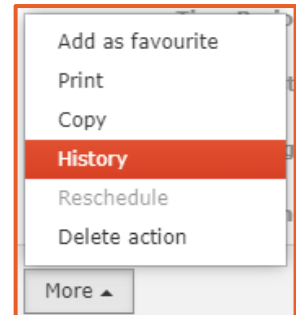 Add as favourite
Print
Copy
History
Reschedule
Delete action
More ▲